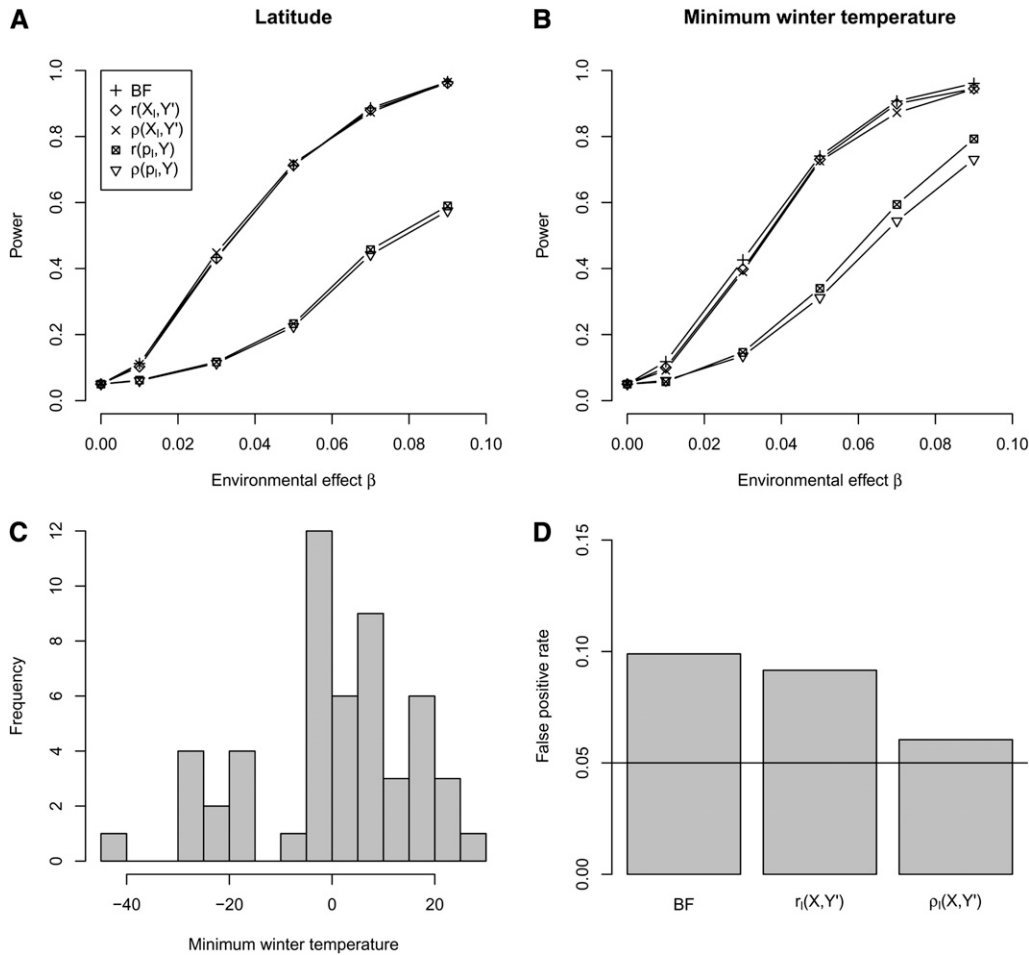 A
Latitude
B
Minimum winter temperature
1.0
0.8
0.6
0.4
0.2
0.0
Power
BF
r(Xₗ,Y')
ρ(Xₗ,Y')
r(pₗ,Y)
ρ(pₗ,Y)
0.00
0.02
0.04
0.06
0.08
0.10
Environmental effect β
1.0
0.8
0.6
0.4
0.2
0.0
Power
0.00
0.02
0.04
0.06
0.08
0.10
Environmental effect β
C
12
10
8
6
4
2
0
Frequency
−40
−20
0
20
Minimum winter temperature
D
0.15
0.10
0.05
0.00
False positive rate
BF
rₗ(X,Y')
ρₗ(X,Y')